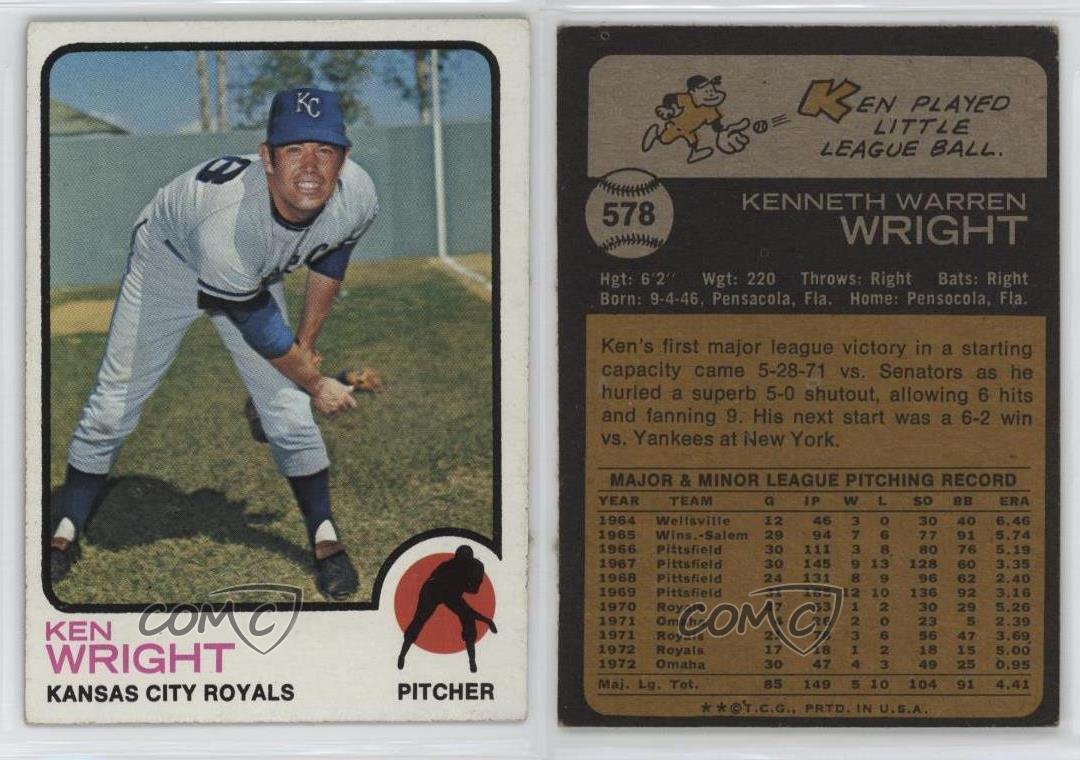 KC
KEN
WRIGHT
KANSAS CITY ROYALS
PITCHER
COMC
KEN PLAYED
LITTLE
LEAGUE BALL.
578
KENNETH WARREN
WRIGHT
Hgt: 6'2" Wgt: 220 Throws: Right Bats: Right
Born: 9-4-46, Pensacola, Fla. Home: Pensocola, Fla.
Ken's first major league victory in a starting
capacity came 5-28-71 vs. Senators as he
hurled a superb 5-0 shutout, allowing 6 hits
and fanning 9. His next start was a 6-2 win
vs. Yankees at New York.
MAJOR & MINOR LEAGUE PITCHING RECORD
YEAR TEAM G IP W L SO BB ERA
1964 Wellsville 12 46 3 0 30 40 6.46
1965 Wins.-Salem 29 94 7 6 77 91 5.74
1966 Pittsfield 30 111 3 8 80 76 5.19
1967 Pittsfield 30 145 9 13 128 60 3.35
1968 Pittsfield 24 131 8 9 96 62 2.40
1969 Pittsfield 12 10 136 92 3.16
1970 Royals 53 1 2 30 29 5.26
1971 Omaha 26 2 0 23 5 2.39
1971 Royals 78 3 6 56 47 3.69
1972 Royals 17 18 1 2 18 15 5.00
1972 Omaha 30 47 4 3 49 25 0.95
Maj. Lg. Tot. 85 149 5 10 104 91 4.41
**©T.C.G., PRTD. IN U.S.A.
COMC